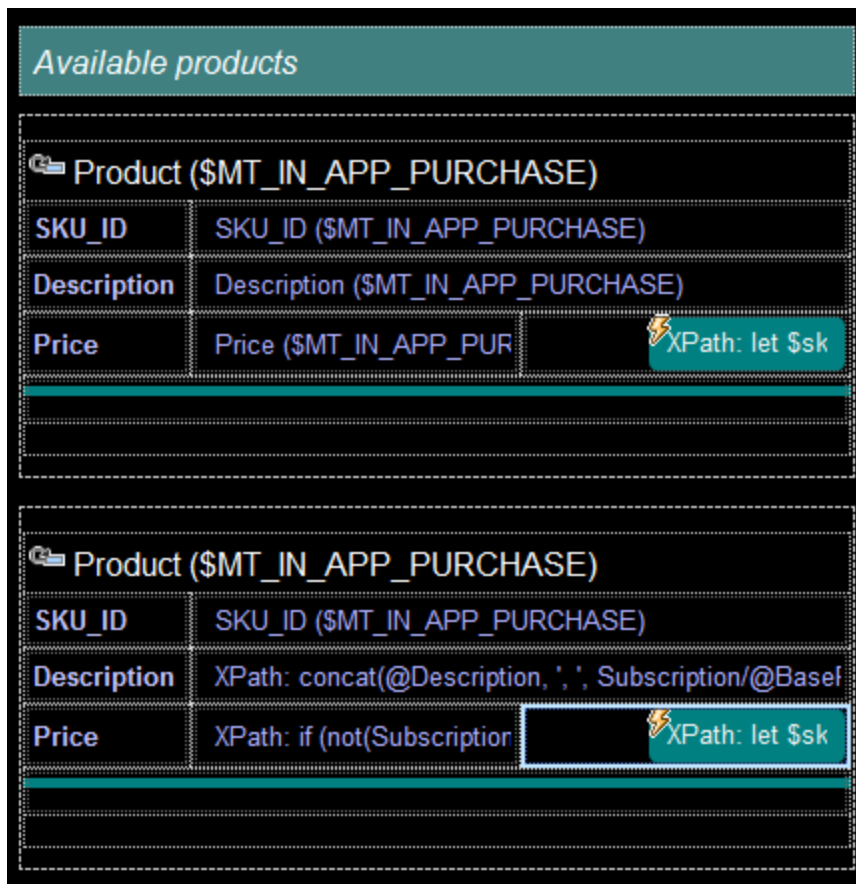 Available products
Product ($MT_IN_APP_PURCHASE)
SKU_ID SKU_ID ($MT_IN_APP_PURCHASE)
Description Description ($MT_IN_APP_PURCHASE)
Price Price ($MT_IN_APP_PUR XPath: let $sk
Product ($MT_IN_APP_PURCHASE)
SKU_ID SKU_ID ($MT_IN_APP_PURCHASE)
Description XPath: concat(@Description, ', ', Subscription/@BaseF
Price XPath: if (not(Subscription XPath: let $sk